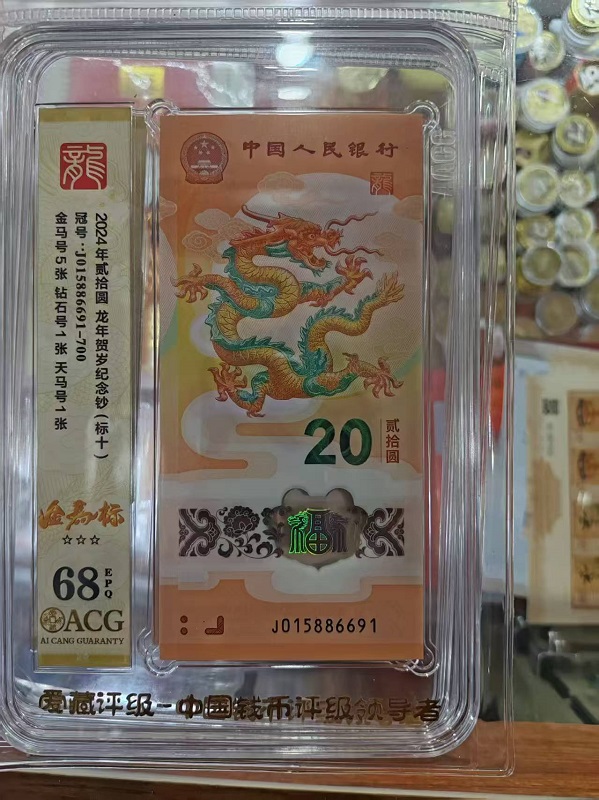 龍
2024年贰拾圆 龙年贺岁纪念钞（标十）
冠号：J015886691-700
金马号5张 钻石号1张 天马号1张
金马标
☆☆☆
68 EPQ
ACG
AI CANG GUARANTY
中国人民银行
龍
20
贰拾圆
福
J015886691
爱藏评级-中国钱币评级领导者